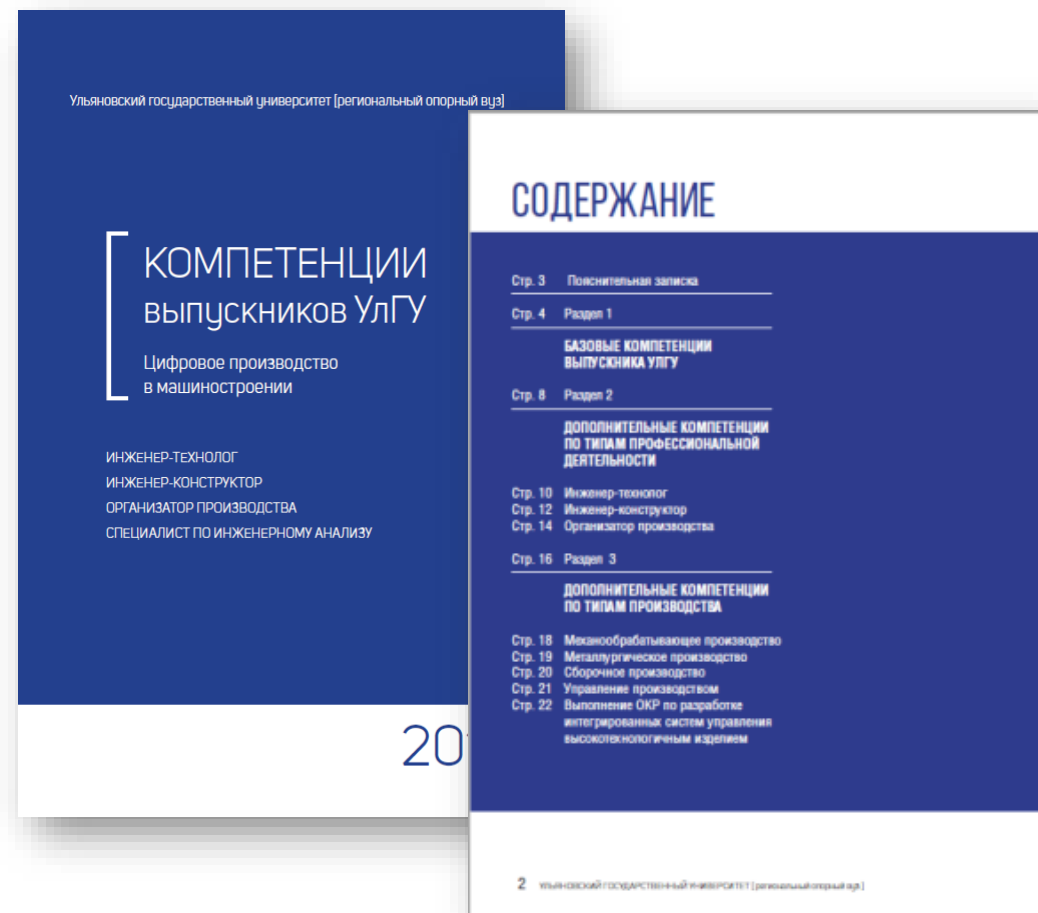 Ульяновский государственный университет [региональный опорный вуз]
КОМПЕТЕНЦИИ
выпускников УлГУ
Цифровое производство
в машиностроении
ИНЖЕНЕР-ТЕХНОЛОГ
ИНЖЕНЕР-КОНСТРУКТОР
ОРГАНИЗАТОР ПРОИЗВОДСТВА
СПЕЦИАЛИСТ ПО ИНЖЕНЕРНОМУ АНАЛИЗУ
20
СОДЕРЖАНИЕ
Стр. 3 Пояснительная записка
Стр. 4 Раздел 1
БАЗОВЫЕ КОМПЕТЕНЦИИ
ВЫПУСКНИКА УЛГУ
Стр. 8 Раздел 2
ДОПОЛНИТЕЛЬНЫЕ КОМПЕТЕНЦИИ
ПО ТИПАМ ПРОФЕССИОНАЛЬНОЙ
ДЕЯТЕЛЬНОСТИ
Стр. 10 Инженер-технолог
Стр. 12 Инженер-конструктор
Стр. 14 Организатор производства
Стр. 16 Раздел 3
ДОПОЛНИТЕЛЬНЫЕ КОМПЕТЕНЦИИ
ПО ТИПАМ ПРОИЗВОДСТВА
Стр. 18 Механообрабатывающее производство
Стр. 19 Металлургическое производство
Стр. 20 Сборочное производство
Стр. 21 Управление производством
Стр. 22 Выполнение ОКР по разработке
интегрированных систем управления
высокотехнологичным изделием
2 УЛЬЯНОВСКИЙ ГОСУДАРСТВЕННЫЙ УНИВЕРСИТЕТ [региональный опорный вуз]